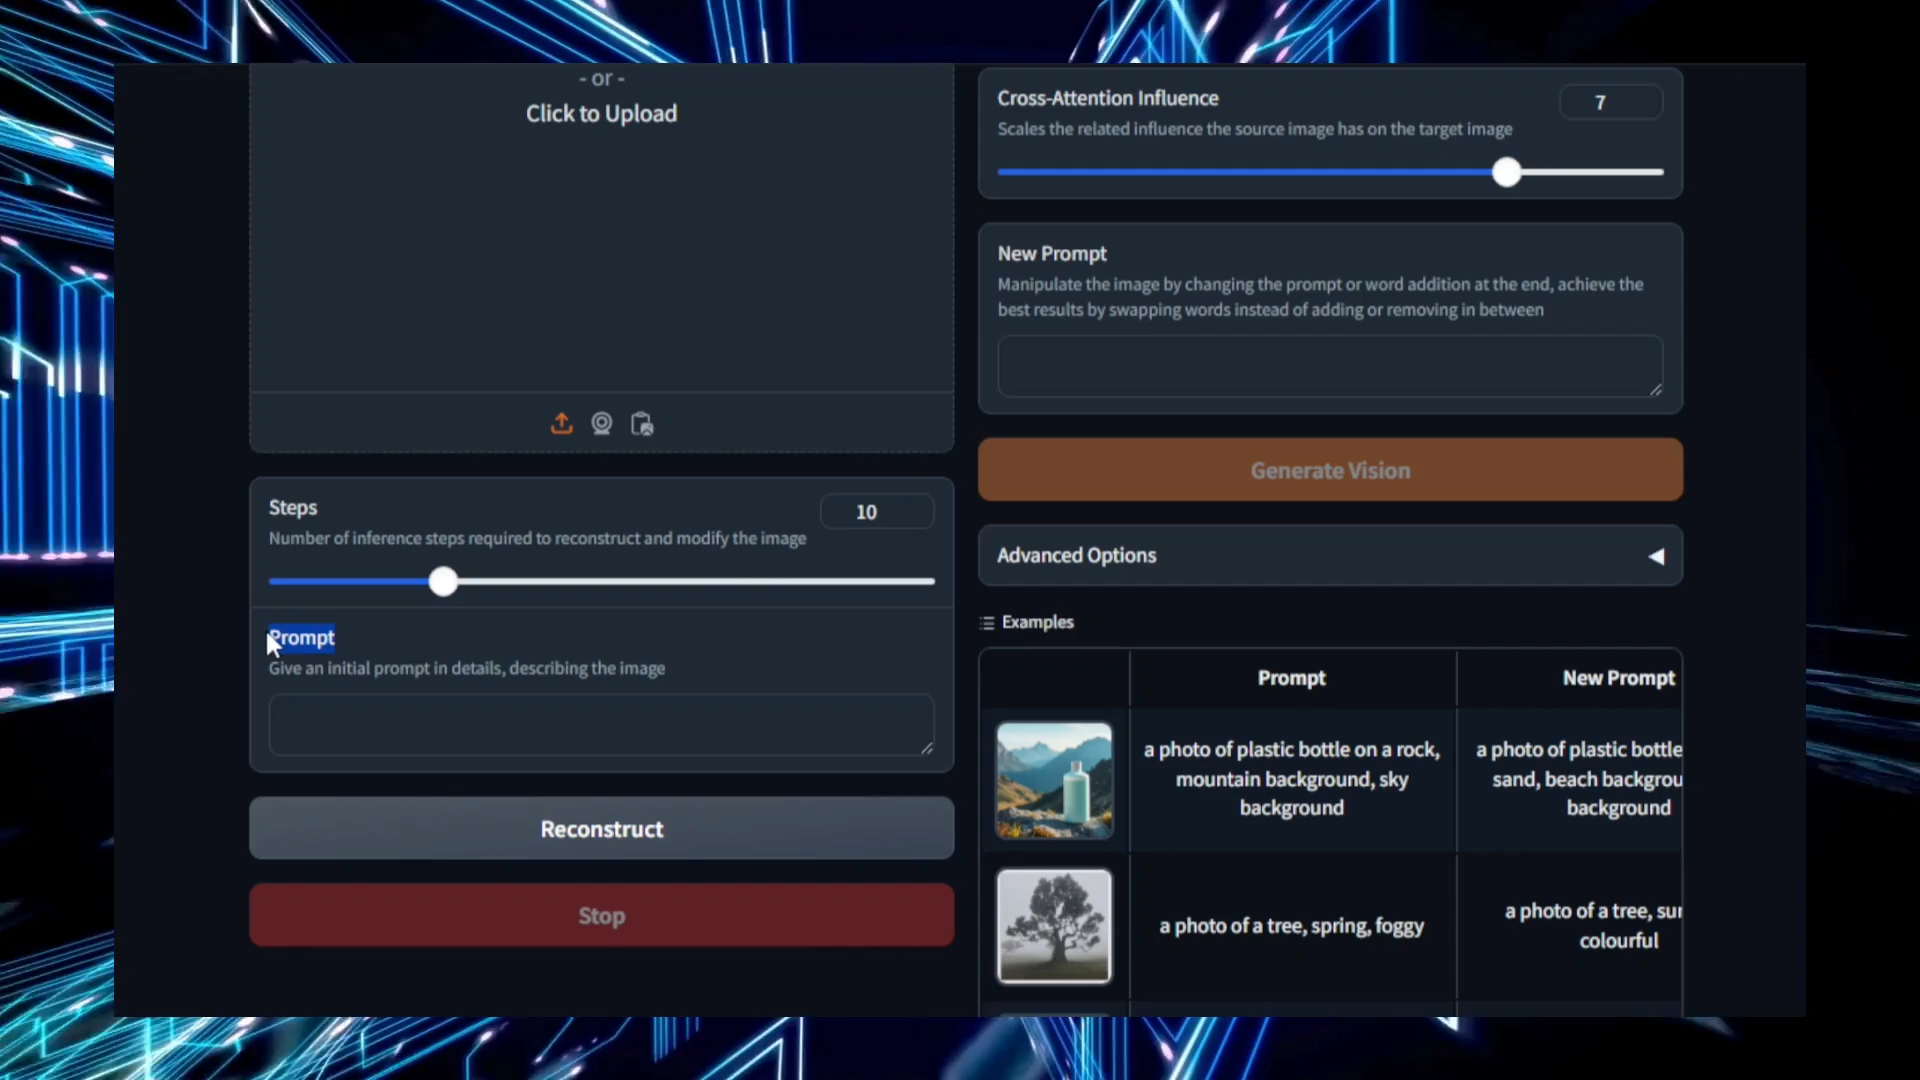 - or -
Click to Upload
Steps
10
Number of inference steps required to reconstruct and modify the image
Prompt
Give an initial prompt in details, describing the image
Reconstruct
Stop
Cross-Attention Influence
7
Scales the related influence the source image has on the target image
New Prompt
Manipulate the image by changing the prompt or word addition at the end, achieve the
best results by swapping words instead of adding or removing in between
Generate Vision
Advanced Options
Examples
Prompt
New Prompt
a photo of plastic bottle on a rock,
mountain background, sky
background
a photo of plastic bottle
sand, beach backgrou
background
a photo of a tree, spring, foggy
a photo of a tree,
colourful